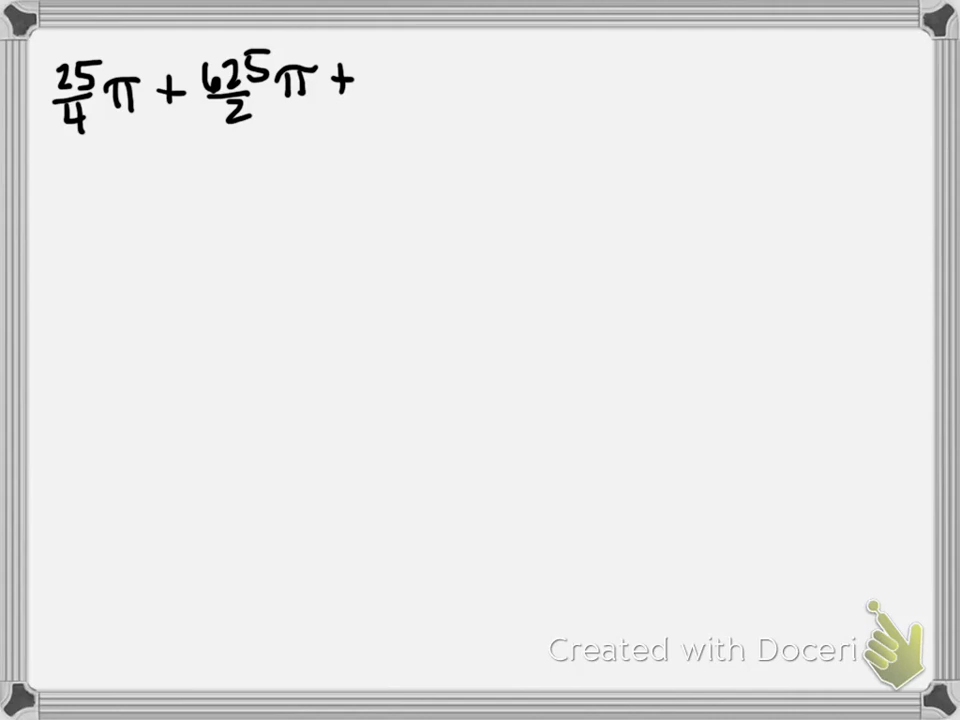 25/4 π + 625/2 π +
Created with Doceri